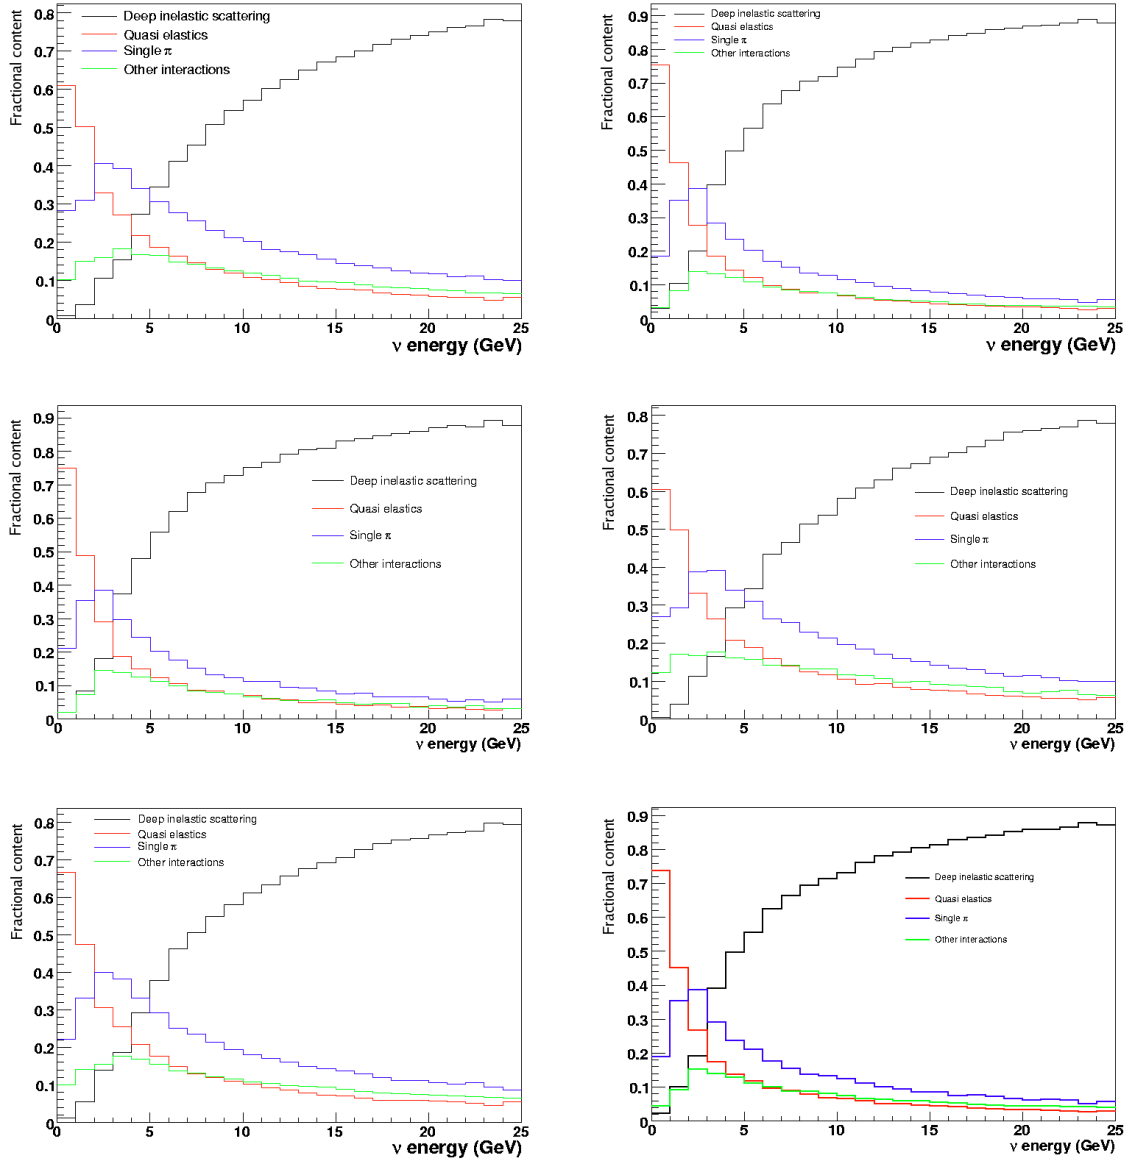 Fractional content
0.8
0.7
0.6
0.5
0.4
0.3
0.2
0.1
0
Deep inelastic scattering
Quasi elastics
Single π
Other interactions
0 5 10 15 20 25
ν energy (GeV)
Fractional content
0.9
0.8
0.7
0.6
0.5
0.4
0.3
0.2
0.1
0
Deep inelastic scattering
Quasi elastics
Single π
Other interactions
0 5 10 15 20 25
ν energy (GeV)
Fractional content
0.9
0.8
0.7
0.6
0.5
0.4
0.3
0.2
0.1
0
Deep inelastic scattering
Quasi elastics
Single π
Other interactions
0 5 10 15 20 25
ν energy (GeV)
Fractional content
0.8
0.7
0.6
0.5
0.4
0.3
0.2
0.1
0
Deep inelastic scattering
Quasi elastics
Single π
Other interactions
0 5 10 15 20 25
ν energy (GeV)
Fractional content
0.8
0.7
0.6
0.5
0.4
0.3
0.2
0.1
0
Deep inelastic scattering
Quasi elastics
Single π
Other interactions
0 5 10 15 20 25
ν energy (GeV)
Fractional content
0.9
0.8
0.7
0.6
0.5
0.4
0.3
0.2
0.1
0
Deep inelastic scattering
Quasi elastics
Single π
Other interactions
0 5 10 15 20 25
ν energy (GeV)